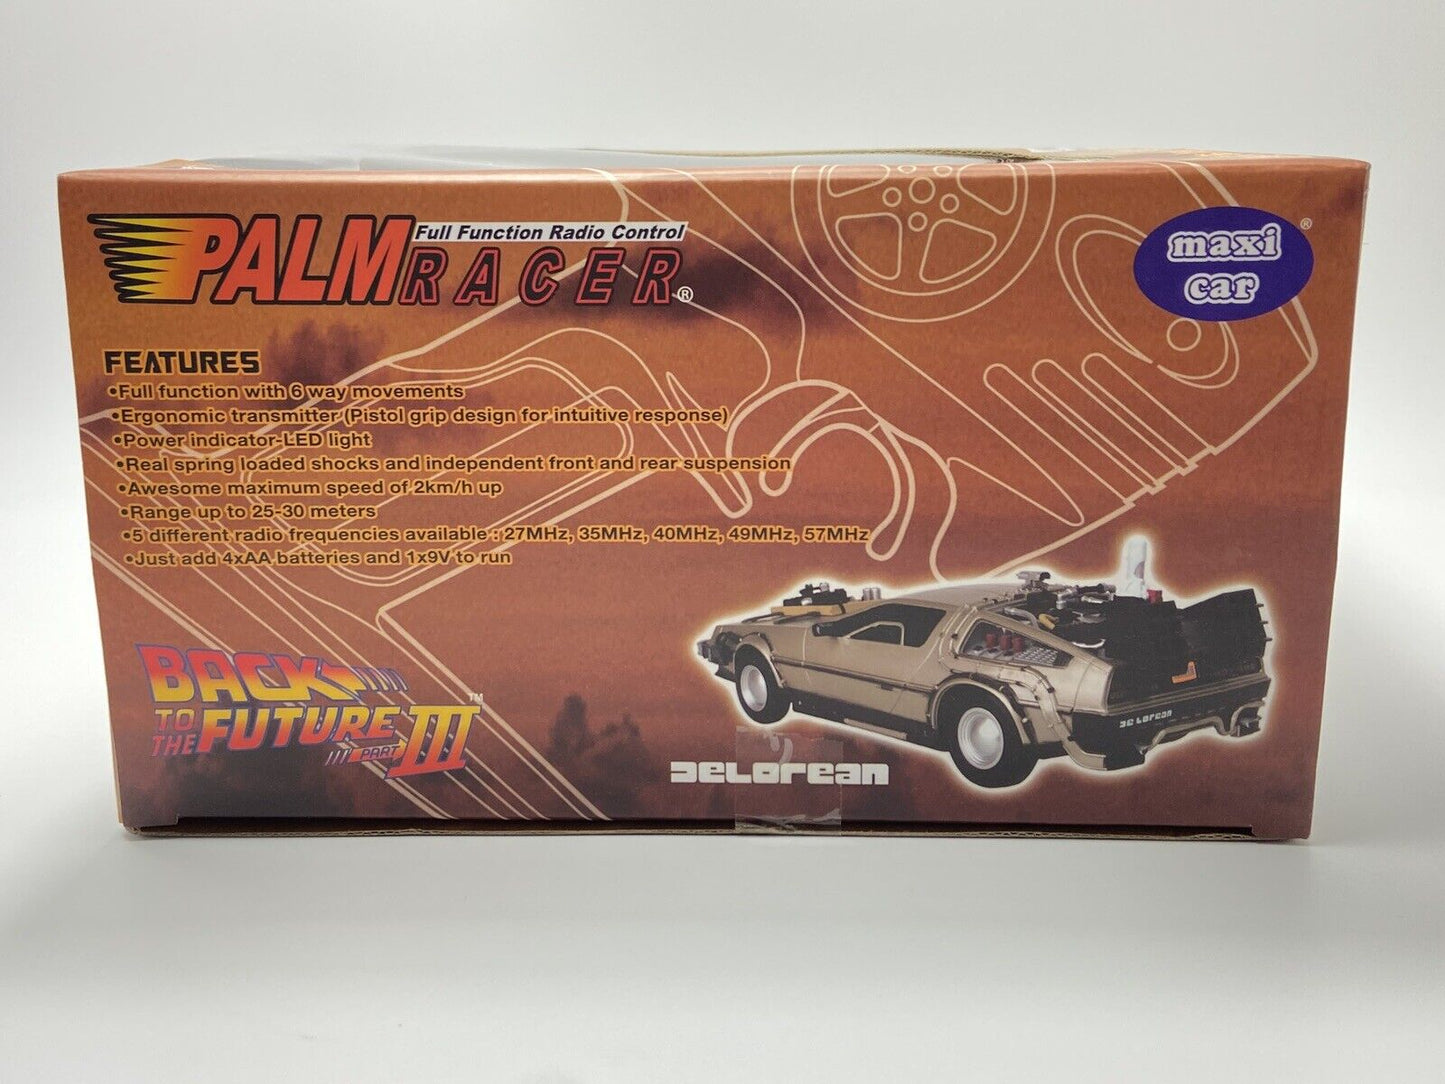 PALM RACER®
Full Function Radio Control
maxi car ®
FEATURES
•Full function with 6 way movements
•Ergonomic transmitter (Pistol grip design for intuitive response)
•Power indicator-LED light
•Real spring loaded shocks and independent front and rear suspension
•Awesome maximum speed of 2km/h up
•Range up to 25-30 meters
•5 different radio frequencies available : 27MHz, 35MHz, 40MHz, 49MHz, 57MHz
•Just add 4xAA batteries and 1x9V to run
BACK
TO THE FUTURE
PART III™
DELOREAN
DELOREAN